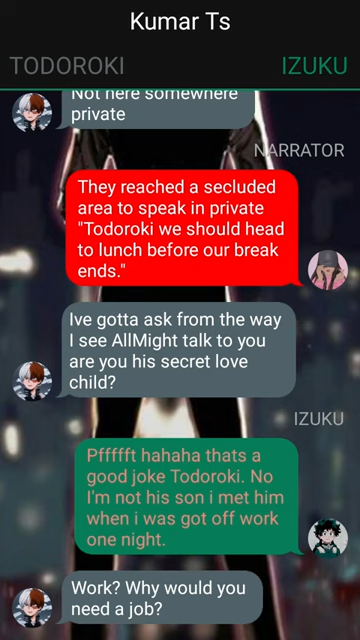 Kumar Ts
TODOROKI
IZUKU
Not here somewhere
private
NARRATOR
They reached a secluded
area to speak in private
"Todoroki we should head
to lunch before our break
ends."
Ive gotta ask from the way
I see AllMight talk to you
are you his secret love
child?
IZUKU
Pffffft hahaha thats a
good joke Todoroki. No
I'm not his son i met him
when i was got off work
one night.
Work? Why would you
need a job?